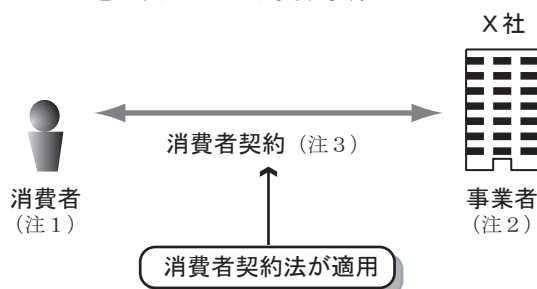 X社
消費者契約（注3）
消費者
（注1）
事業者
（注2）
消費者契約法が適用